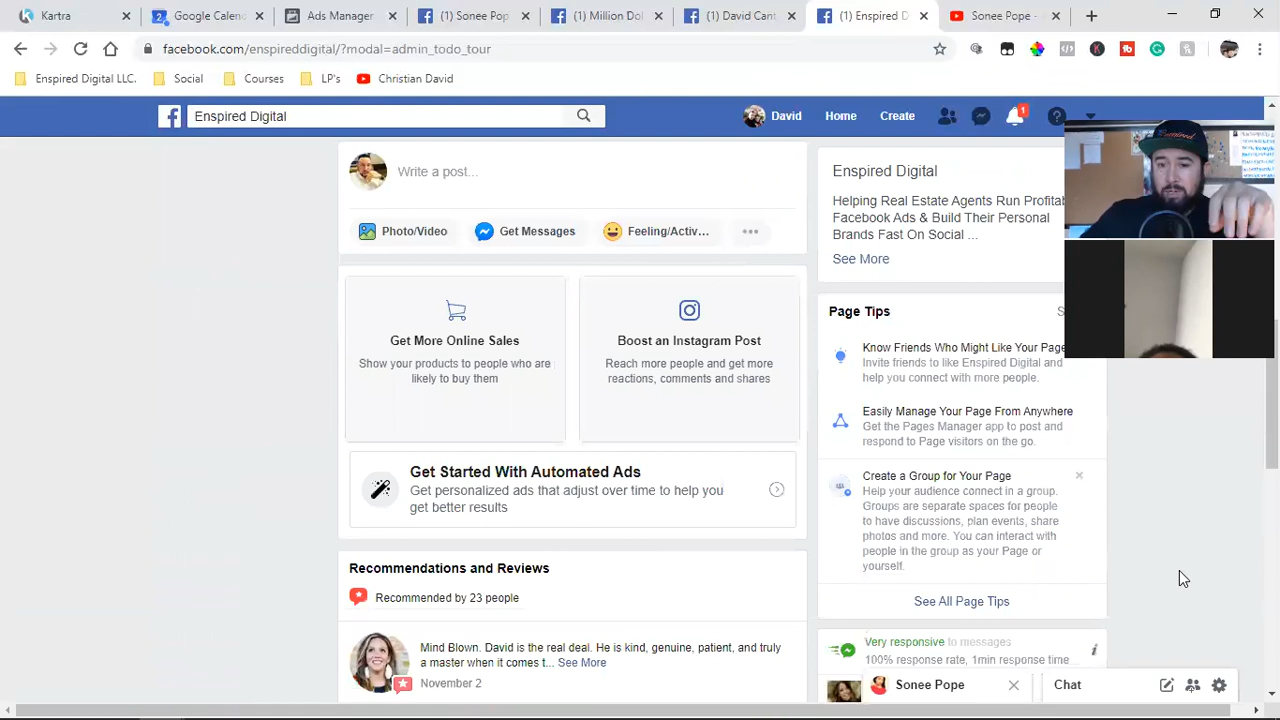 Kartra
Google Calen
Ads Manager
(1) Sonee Pop
(1) Million Dol
(1) David Cant
(1) Enspired D
Sonee Pope -
facebook.com/enspireddigital/?modal=admin_todo_tour
Enspired Digital LLC.
Social
Courses
LP's
Christian David
Enspired Digital
David
Home
Create
1
Write a post...
Photo/Video
Get Messages
Feeling/Activ...
Enspired Digital
Helping Real Estate Agents Run Profita
Facebook Ads & Build Their Personal
Brands Fast On Social ...
See More
Get More Online Sales
Show your products to people who are
likely to buy them
Boost an Instagram Post
Reach more people and get more
reactions, comments and shares
Page Tips
S
Know Friends Who Might Like Your Page
Invite friends to like Enspired Digital and
help you connect with more people.
Easily Manage Your Page From Anywhere
Get the Pages Manager app to post and
respond to Page visitors on the go.
Create a Group for Your Page
Help your audience connect in a group.
Groups are separate spaces for people
to have discussions, plan events, share
photos and more. You can interact with
people in the group as your Page or
yourself.
See All Page Tips
Get Started With Automated Ads
Get personalized ads that adjust over time to help you
get better results
Recommendations and Reviews
Recommended by 23 people
Mind Blown. David is the real deal. He is kind, genuine, patient, and truly
a master when it comes t... See More
November 2
Very responsive to messages
100% response rate, 1min response time
Sonee Pope
Chat